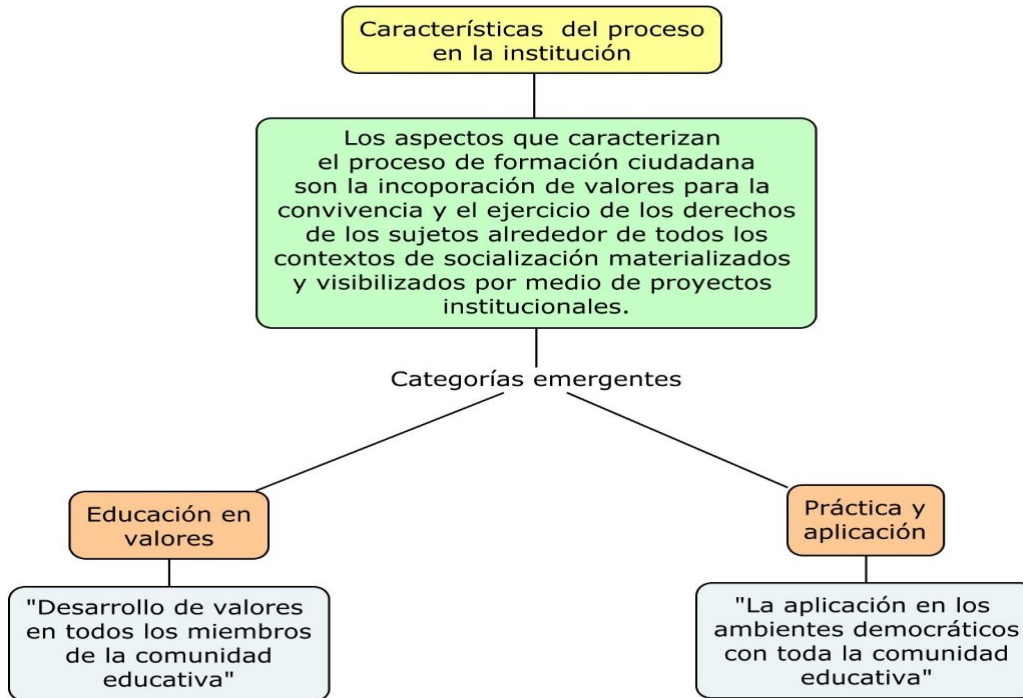 Características del proceso
en la institución
Los aspectos que caracterizan
el proceso de formación ciudadana
son la incoporación de valores para la
convivencia y el ejercicio de los derechos
de los sujetos alrededor de todos los
contextos de socialización materializados
y visibilizados por medio de proyectos
institucionales.
Categorías emergentes
Educación en
valores
"Desarrollo de valores
en todos los miembros
de la comunidad
educativa"
Práctica y
aplicación
"La aplicación en los
ambientes democráticos
con toda la comunidad
educativa"